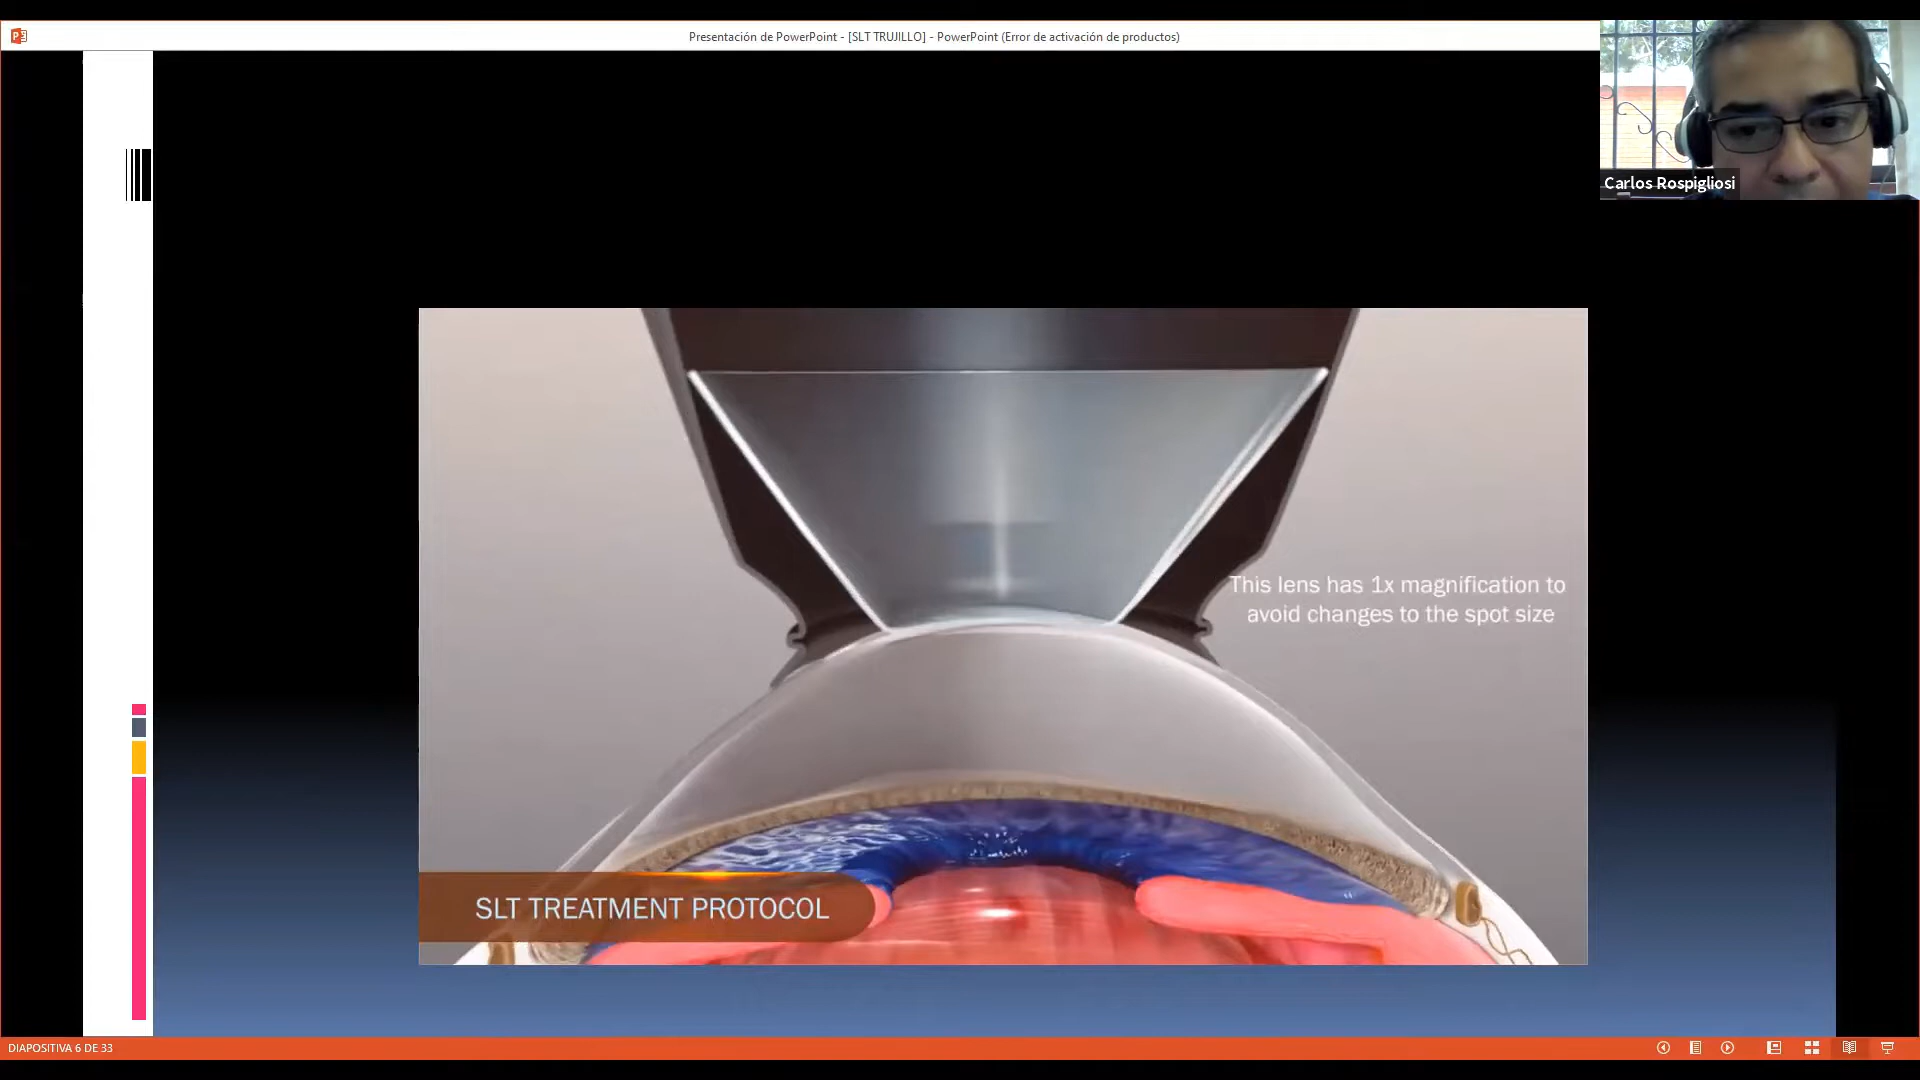 Presentación de PowerPoint - [SLT TRUJILLO] - PowerPoint (Error de activación de productos)
Carlos Rospigliosi
This lens has 1x magnification to
avoid changes to the spot size
SLT TREATMENT PROTOCOL
DIAPOSITIVA 6 DE 33